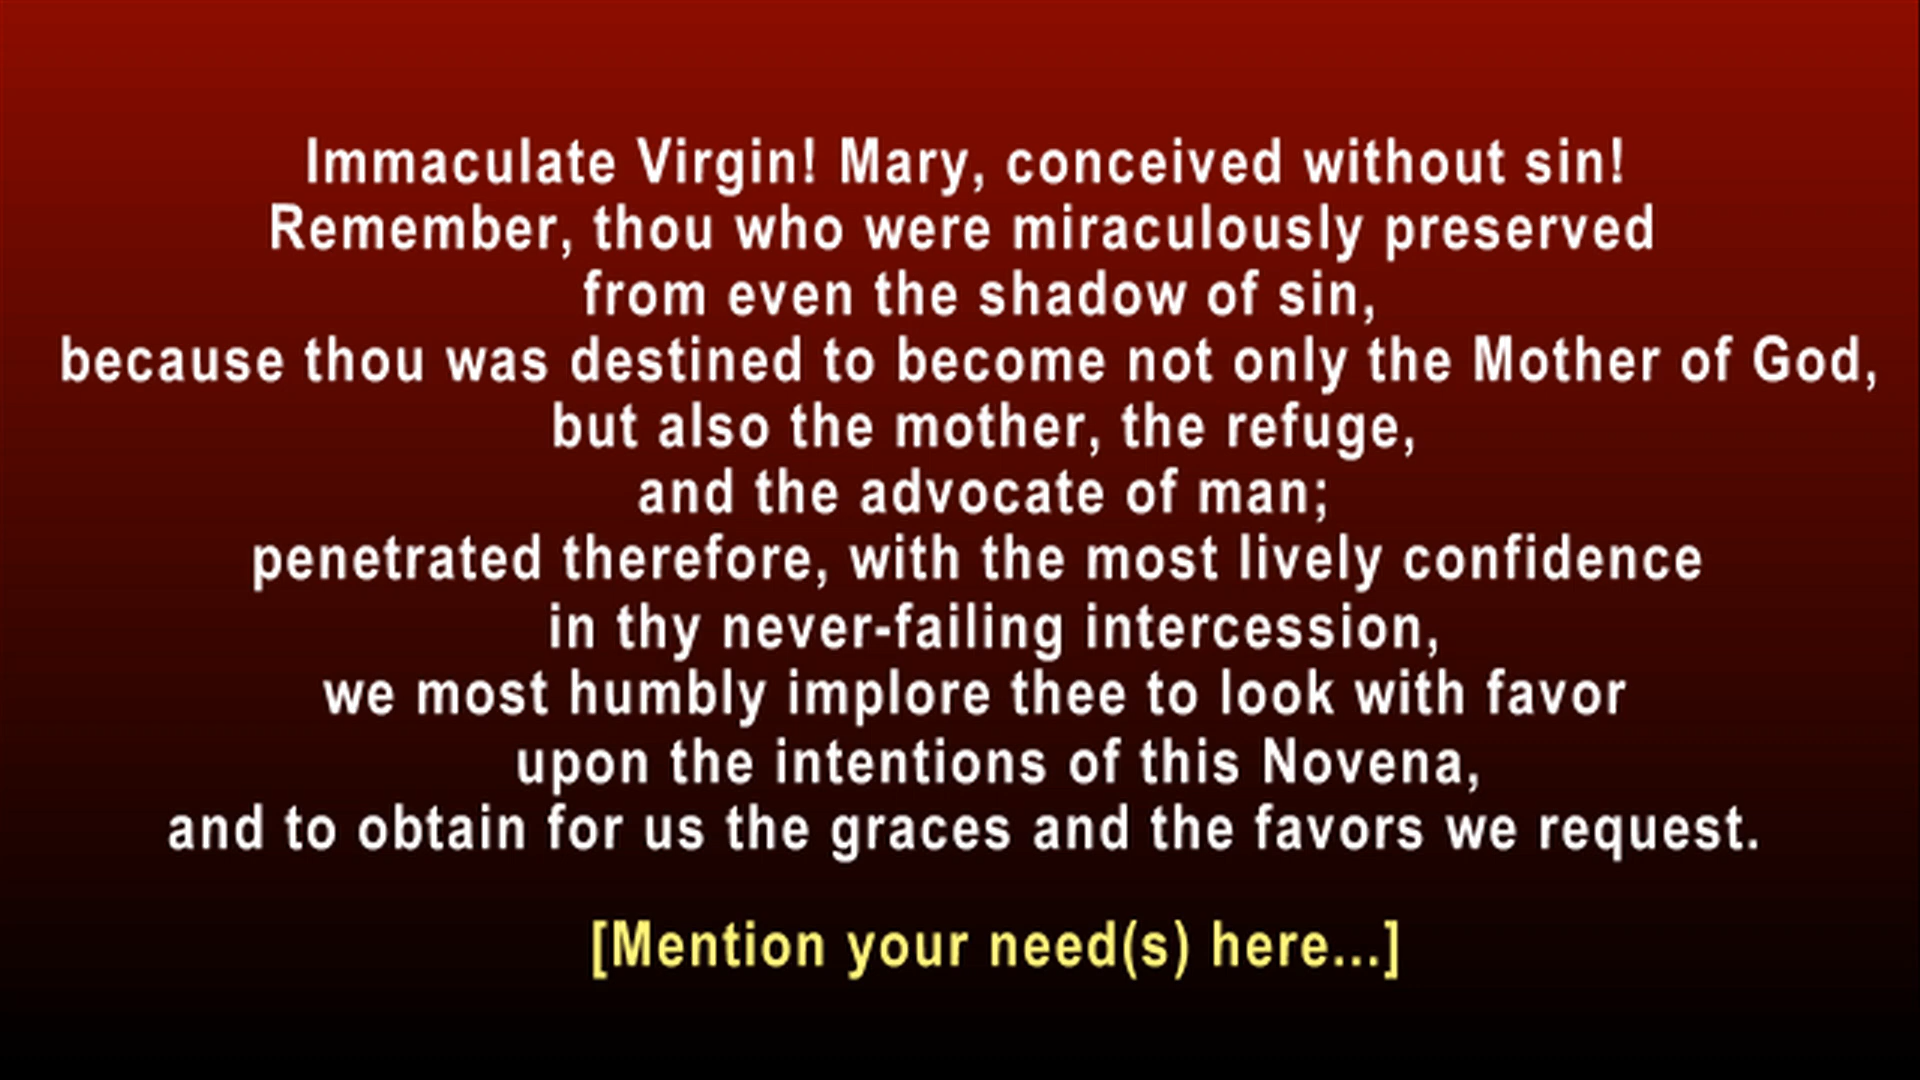 Immaculate Virgin! Mary, conceived without sin!
Remember, thou who were miraculously preserved
from even the shadow of sin,
because thou was destined to become not only the Mother of God,
but also the mother, the refuge,
and the advocate of man;
penetrated therefore, with the most lively confidence
in thy never-failing intercession,
we most humbly implore thee to look with favor
upon the intentions of this Novena,
and to obtain for us the graces and the favors we request.
[Mention your need(s) here...]